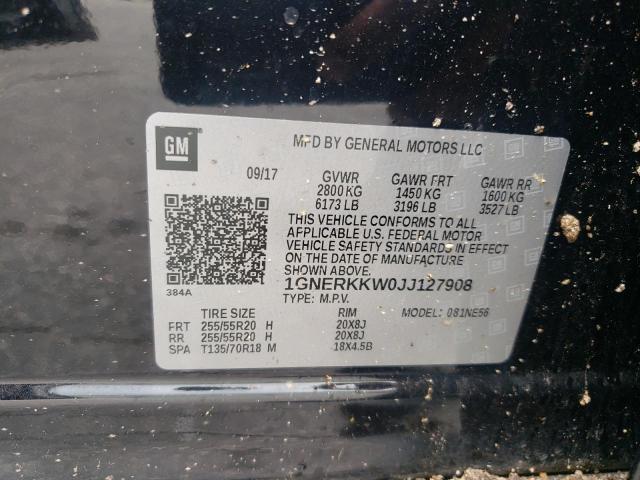 GM
MFD BY GENERAL MOTORS LLC
09/17 GVWR GAWR FRT GAWR RR
2800 KG 1450 KG 1600 KG
6173 LB 3196 LB 3527 LB
THIS VEHICLE CONFORMS TO ALL
APPLICABLE U.S. FEDERAL MOTOR
VEHICLE SAFETY STANDARDS IN EFFECT
ON THE DATE OF MANUFACTURE
SHOWN ABOVE.
384A
1GNERKKW0JJ127908
TYPE: M.P.V. MODEL: 081NE56
TIRE SIZE RIM
FRT 255/55R20 H 20X8J
RR 255/55R20 H 20X8J
SPA T135/70R18 M 18X4.5B